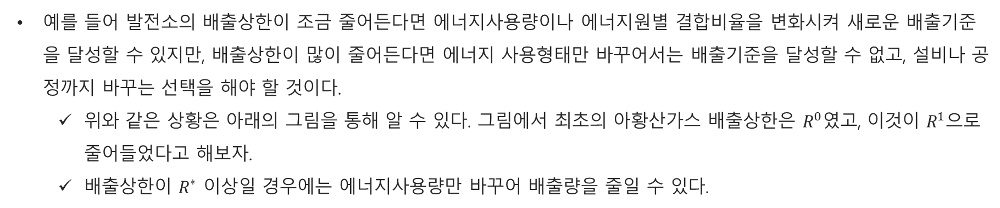 • 예를 들어 발전소의 배출상한이 조금 줄어든다면 에너지사용량이나 에너지원별 결합비율을 변화시켜 새로운 배출기준
을 달성할 수 있지만, 배출상한이 많이 줄어든다면 에너지 사용형태만 바꾸어서는 배출기준을 달성할 수 없고, 설비나 공
정까지 바꾸는 선택을 해야 할 것이다.
✓ 위와 같은 상황은 아래의 그림을 통해 알 수 있다. 그림에서 최초의 아황산가스 배출상한은 R⁰였고, 이것이 R¹으로
줄어들었다고 해보자.
✓ 배출상한이 R* 이상일 경우에는 에너지사용량만 바꾸어 배출량을 줄일 수 있다.